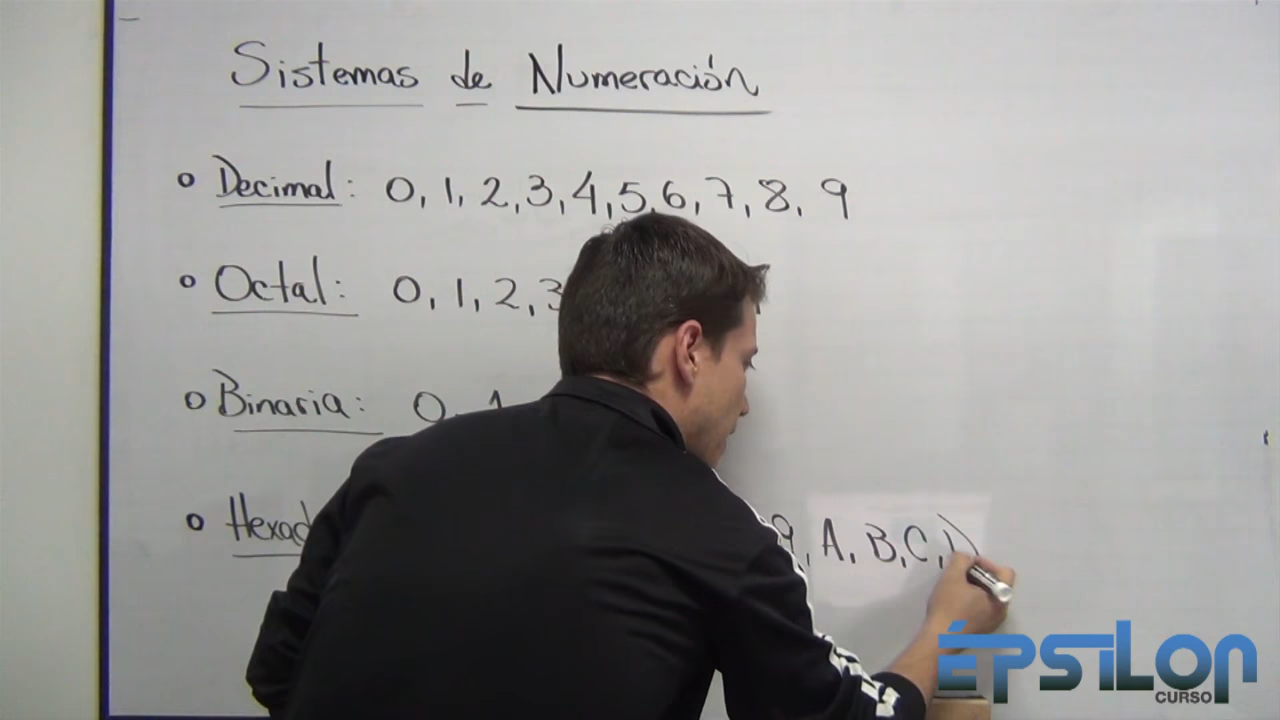 Sistemas de Numeración
o Decimal: 0, 1, 2, 3, 4, 5, 6, 7, 8, 9
o Octal: 0, 1, 2, 3
o Binaria: 0, 1
o Hexad 9, A, B, C, D
ÉPSILON
CURSO